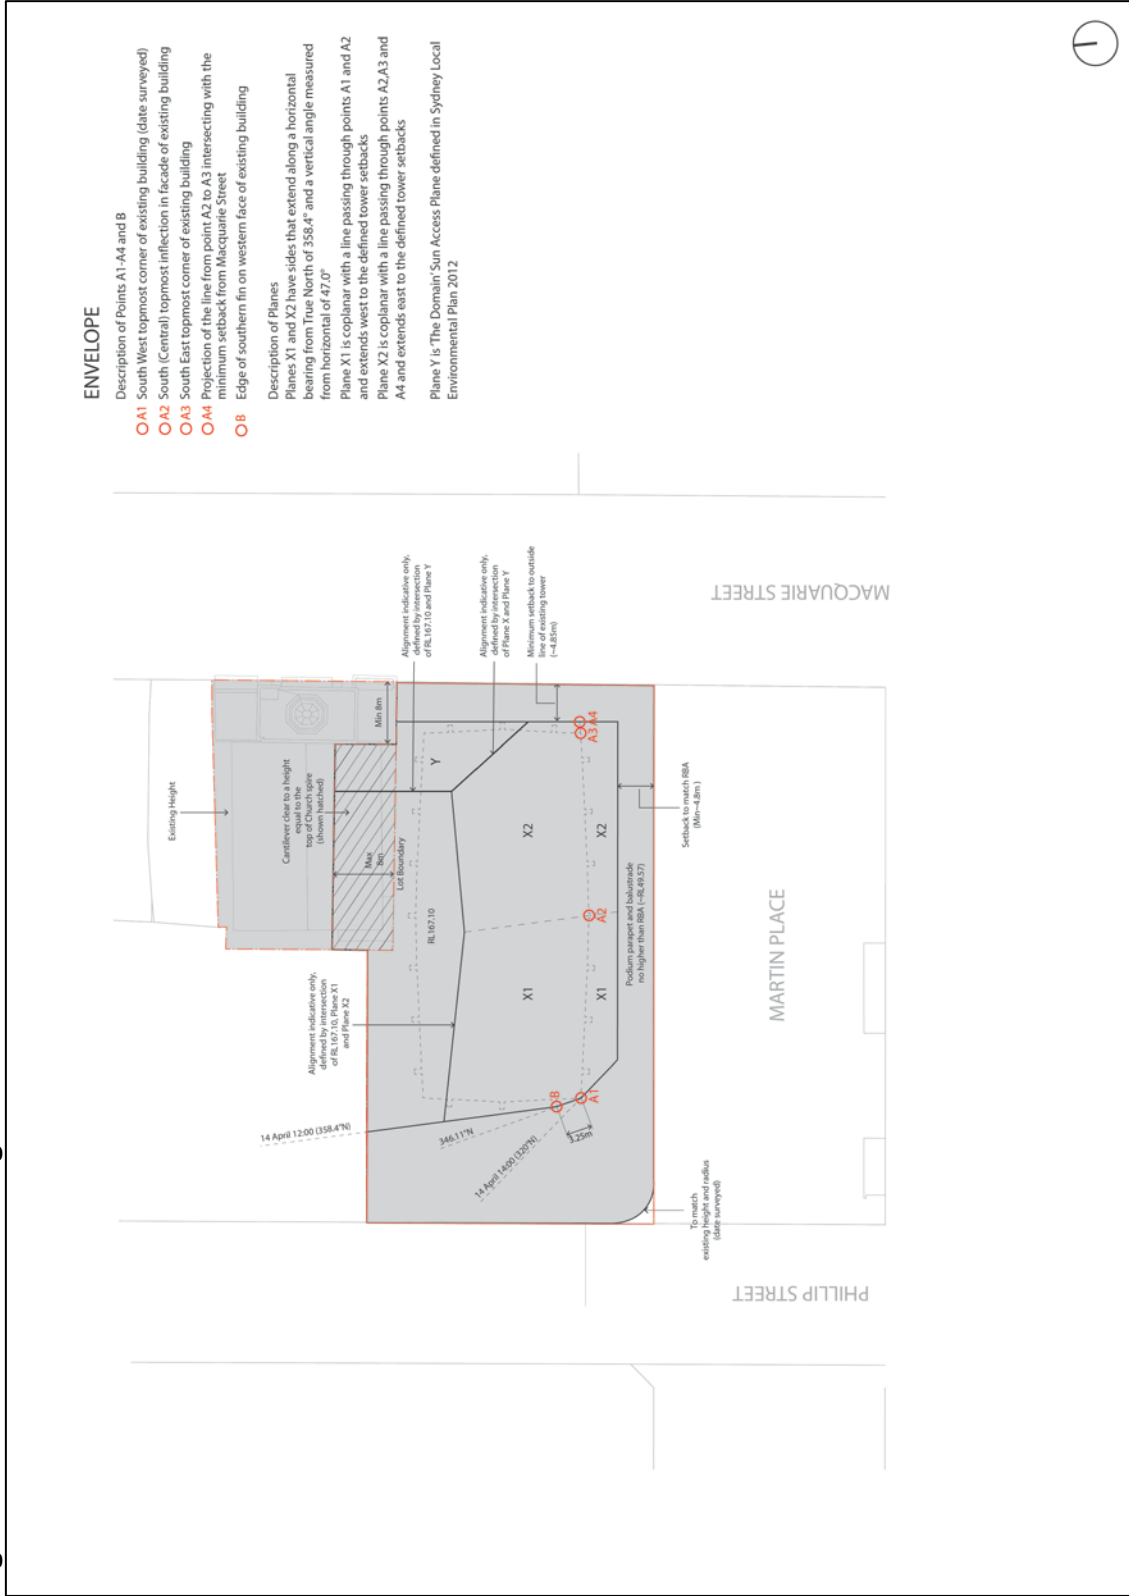 ENVELOPE
Description of Points A1-A4 and B
A1 South West topmost corner of existing building (date surveyed)
A2 South (Central) topmost inflection in facade of existing building
A3 South East topmost corner of existing building
A4 Projection of the line from point A2 to A3 intersecting with the
minimum setback from Macquarie Street
B Edge of southern fin on western face of existing building
Description of Planes
Planes X1 and X2 have sides that extend along a horizontal
bearing from True North of 358.4° and a vertical angle measured
from horizontal of 47.0°
Plane X1 is coplanar with a line passing through points A1 and A2
and extends west to the defined tower setbacks
Plane X2 is coplanar with a line passing through points A2,A3 and
A4 and extends east to the defined tower setbacks
Plane Y is 'The Domain' Sun Access Plane defined in Sydney Local
Environmental Plan 2012
Existing Height
Cantilever clear to a height
equal to the
top of Church spire
(shown hatched)
Min 8m
Max
8m
Lot Boundary
Alignment indicative only,
defined by intersection
of RL167.10 and Plane Y
Alignment indicative only,
defined by intersection
of Plane X and Plane Y
Minimum setback to outside
line of existing tower
(~4.85m)
Alignment indicative only,
defined by intersection
of RL167.10, Plane X1
and Plane X2
RL167.10
Y
X1
X2
X1
X2
14 April 12:00 (358.4°N)
346.11°N
14 April 14:00 (320°N)
3.25m
B
A1
A2
A3
A4
Podium parapet and balustrade
no higher than RBA (~RL49.57)
Setback to match RBA
(Min~4.8m )
To match
existing height and radius
(date surveyed)
MARTIN PLACE
MACQUARIE STREET
PHILLIP STREET